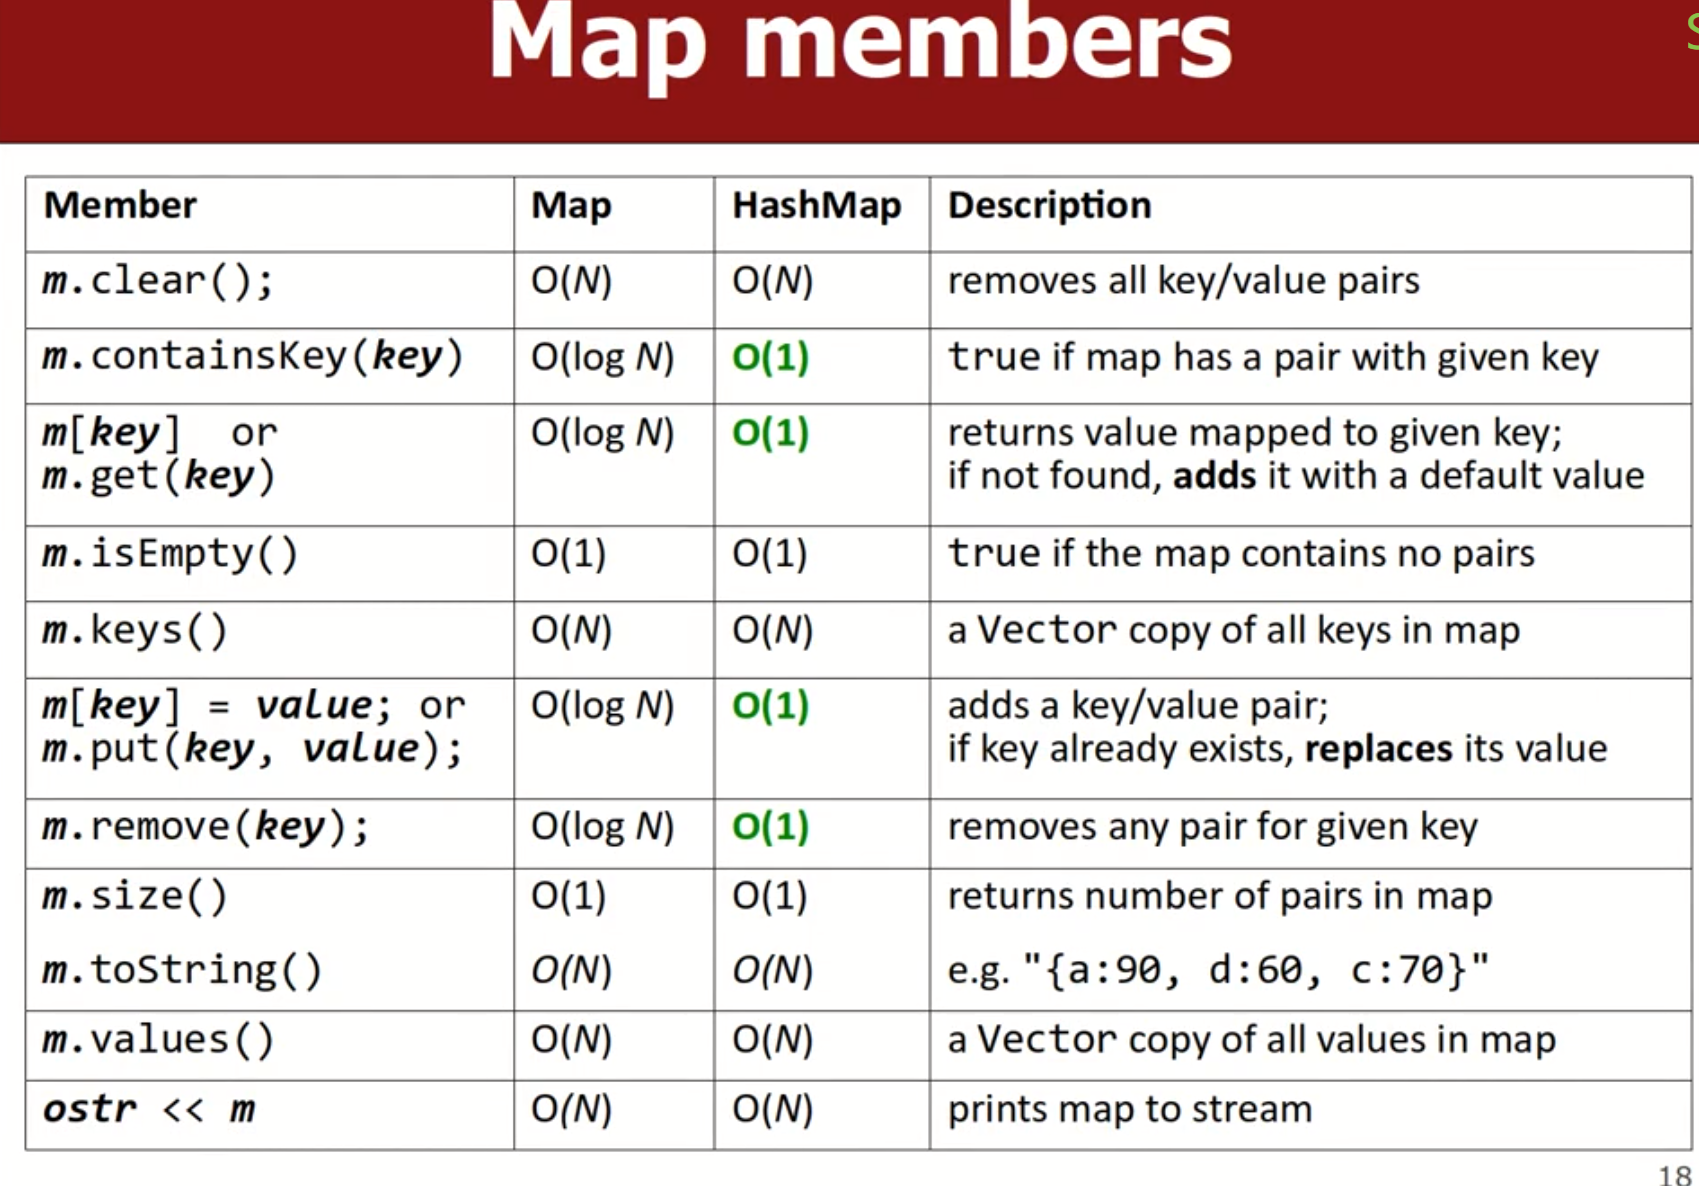 Map members
Member Map HashMap Description
m.clear(); O(N) O(N) removes all key/value pairs
m.containsKey(key) O(log N) O(1) true if map has a pair with given key
m[key] or O(log N) O(1) returns value mapped to given key;
m.get(key) if not found, adds it with a default value
m.isEmpty() O(1) O(1) true if the map contains no pairs
m.keys() O(N) O(N) a Vector copy of all keys in map
m[key] = value; or O(log N) O(1) adds a key/value pair;
m.put(key, value); if key already exists, replaces its value
m.remove(key); O(log N) O(1) removes any pair for given key
m.size() O(1) O(1) returns number of pairs in map
m.toString() O(N) O(N) e.g. "{a:90, d:60, c:70}"
m.values() O(N) O(N) a Vector copy of all values in map
ostr << m O(N) O(N) prints map to stream
18